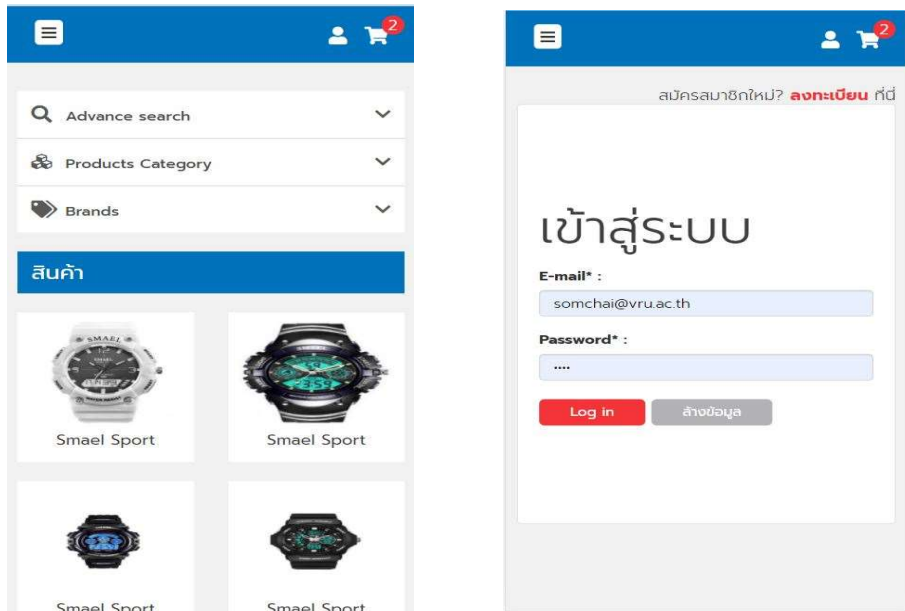 2
Advance search
Products Category
Brands
สินค้า
SMAEL
Smael Sport
Smael Sport
Smael Sport
Smael Sport
2
สมัครสมาชิกใหม่? ลงทะเบียน ที่นี่
เข้าสู่ระบบ
E-mail* :
somchai@vru.ac.th
Password* :
....
Log in
ล้างข้อมูล